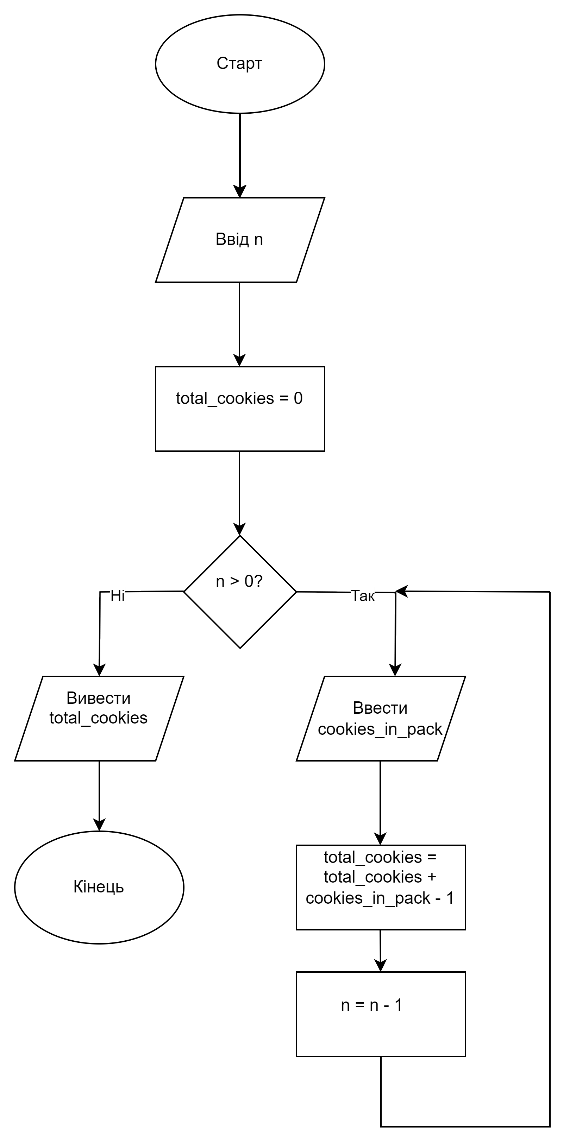 Старт
Ввід n
total_cookies = 0
n > 0?
Ні
Так
Вивести
total_cookies
Ввести
cookies_in_pack
Кінець
total_cookies =
total_cookies +
cookies_in_pack - 1
n = n - 1